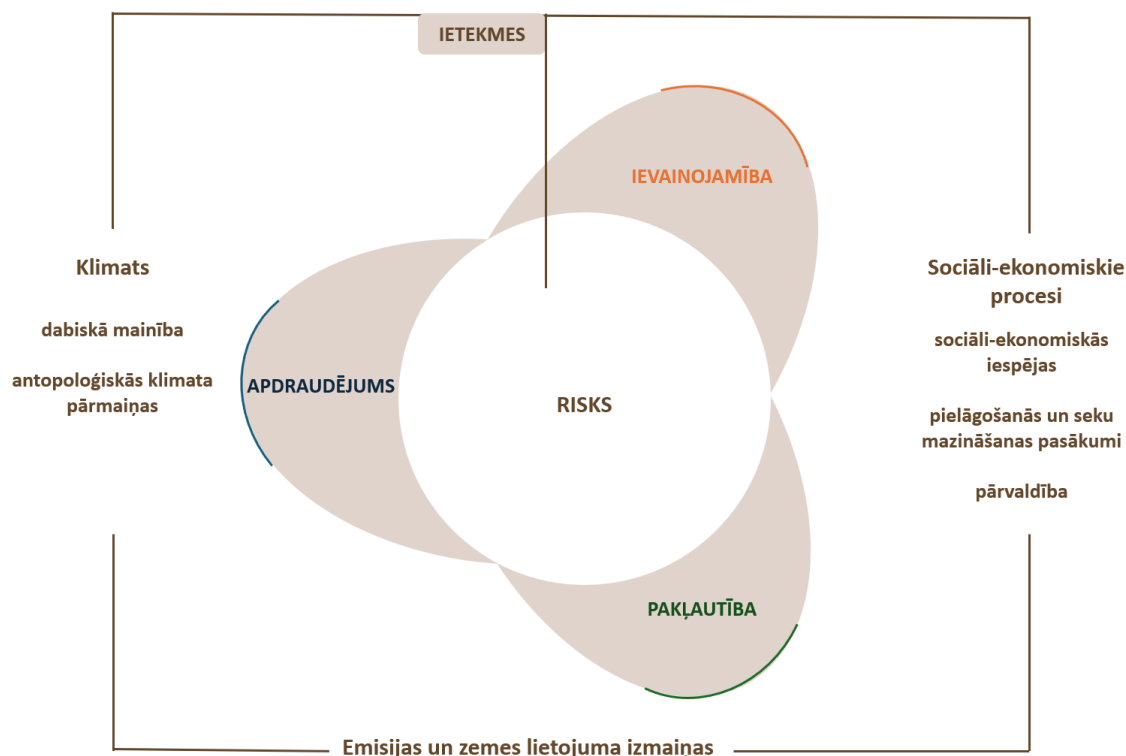 IETEKMES
IEVAINOJAMĪBA
Klimats
dabiskā mainība
antopoloģiskās klimata
pārmaiņas
APDRAUDĒJUMS
RISKS
Sociāli-ekonomiskie
procesi
sociāli-ekonomiskās
iespējas
pielāgošanās un seku
mazināšanas pasākumi
pārvaldība
PAKĻAUTĪBA
Emisijas un zemes lietojuma izmaiņas